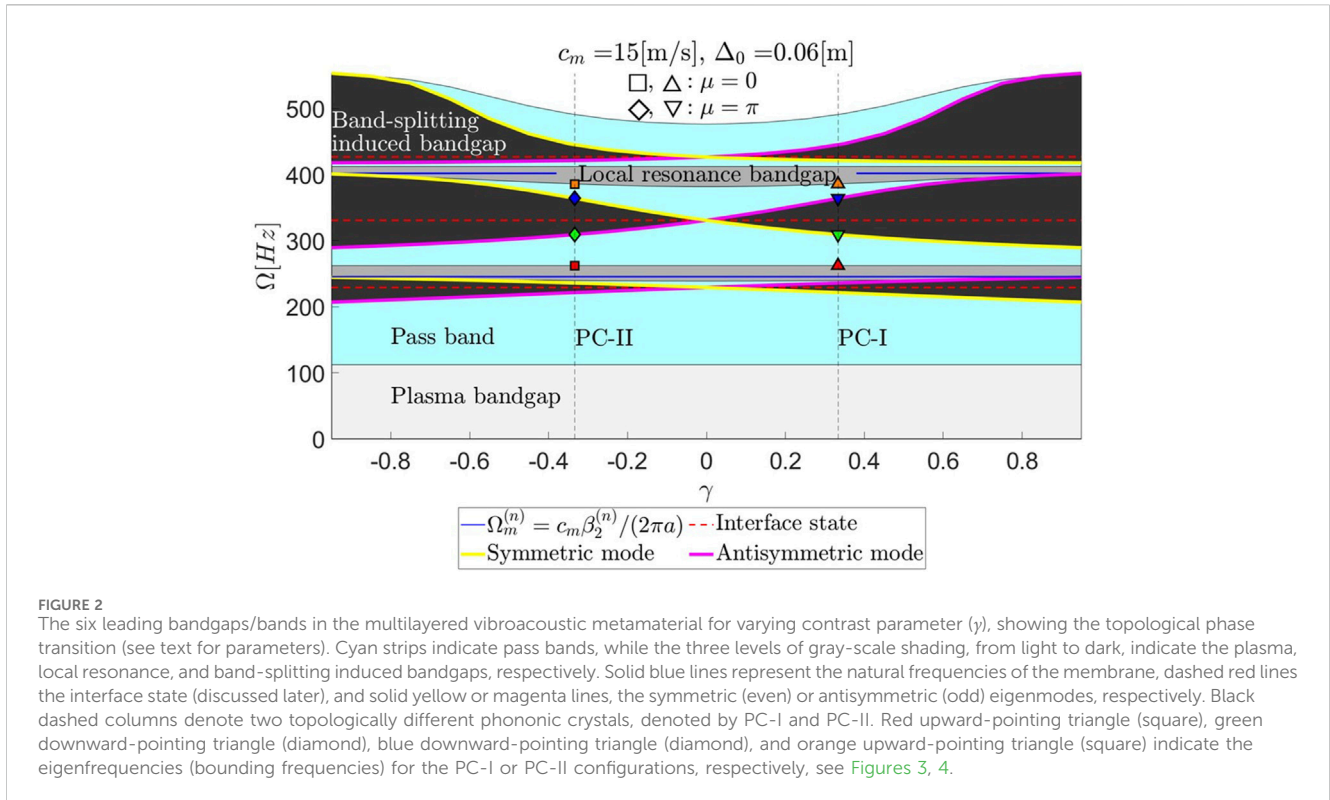 c_m =15[m/s], Δ_0 =0.06[m]
□, △: μ = 0
◇, ▽: μ = π
500
Band-splitting
induced bandgap
400
Local resonance bandgap
300
Ω[Hz]
200
Pass band
PC-II
PC-I
100
Plasma bandgap
0
-0.8 -0.6 -0.4 -0.2 0 0.2 0.4 0.6 0.8
γ
Ω_m^{(n)} = c_m β_2^{(n)}/(2πa) Interface state
Symmetric mode Antisymmetric mode
FIGURE 2
The six leading bandgaps/bands in the multilayered vibroacoustic metamaterial for varying contrast parameter (γ), showing the topological phase
transition (see text for parameters). Cyan strips indicate pass bands, while the three levels of gray-scale shading, from light to dark, indicate the plasma,
local resonance, and band-splitting induced bandgaps, respectively. Solid blue lines represent the natural frequencies of the membrane, dashed red lines
the interface state (discussed later), and solid yellow or magenta lines, the symmetric (even) or antisymmetric (odd) eigenmodes, respectively. Black
dashed columns denote two topologically different phononic crystals, denoted by PC-I and PC-II. Red upward-pointing triangle (square), green
downward-pointing triangle (diamond), blue downward-pointing triangle (diamond), and orange upward-pointing triangle (square) indicate the
eigenfrequencies (bounding frequencies) for the PC-I or PC-II configurations, respectively, see Figures 3, 4.